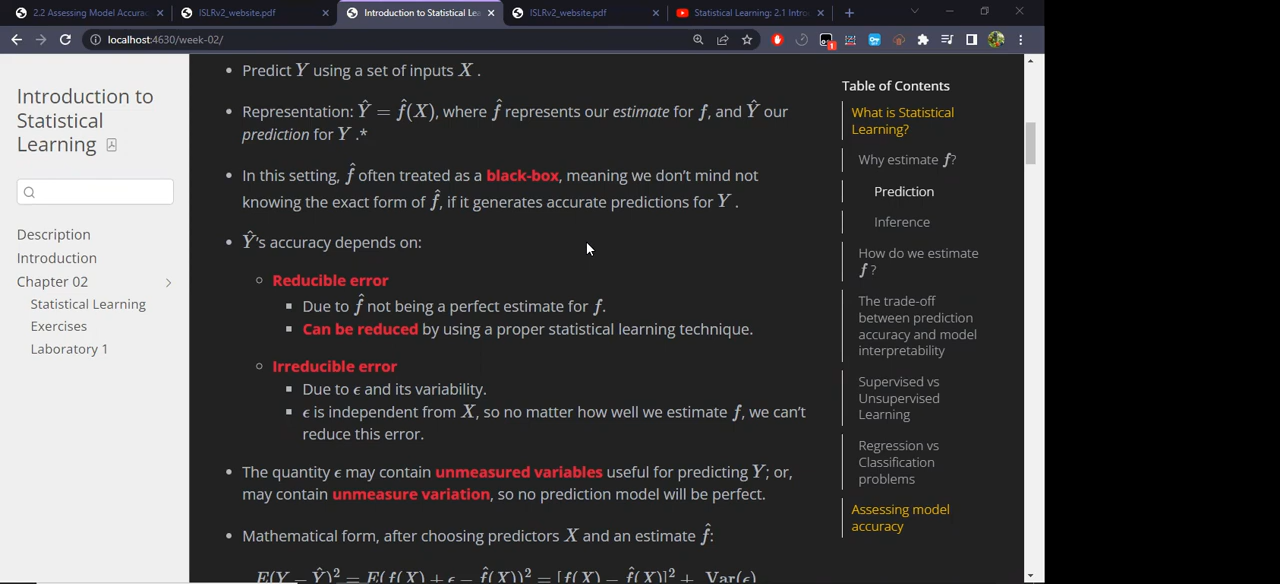 2.2 Assessing Model Accurac
ISLRv2_website.pdf
Introduction to Statistical Lea
ISLRv2_website.pdf
Statistical Learning: 2.1 Intro
localhost:4630/week-02/
1
Introduction to
Statistical
Learning
Description
Introduction
Chapter 02
Statistical Learning
Exercises
Laboratory 1
• Predict Y using a set of inputs X .
• Representation: Ŷ = f̂(X), where f̂ represents our estimate for f, and Ŷ our
prediction for Y .*
• In this setting, f̂ often treated as a black-box, meaning we don't mind not
knowing the exact form of f̂, if it generates accurate predictions for Y .
• Ŷ's accuracy depends on:
Reducible error
Due to f̂ not being a perfect estimate for f.
Can be reduced by using a proper statistical learning technique.
Irreducible error
Due to ϵ and its variability.
ϵ is independent from X, so no matter how well we estimate f, we can't
reduce this error.
• The quantity ϵ may contain unmeasured variables useful for predicting Y; or,
may contain unmeasure variation, so no prediction model will be perfect.
• Mathematical form, after choosing predictors X and an estimate f̂:
E(Y − Ŷ)² = E(f(X) + ϵ − f̂(X))² = [f(X) − f̂(X)]² + Var(ϵ)
Table of Contents
What is Statistical
Learning?
Why estimate f?
Prediction
Inference
How do we estimate
f ?
The trade-off
between prediction
accuracy and model
interpretability
Supervised vs
Unsupervised
Learning
Regression vs
Classification
problems
Assessing model
accuracy